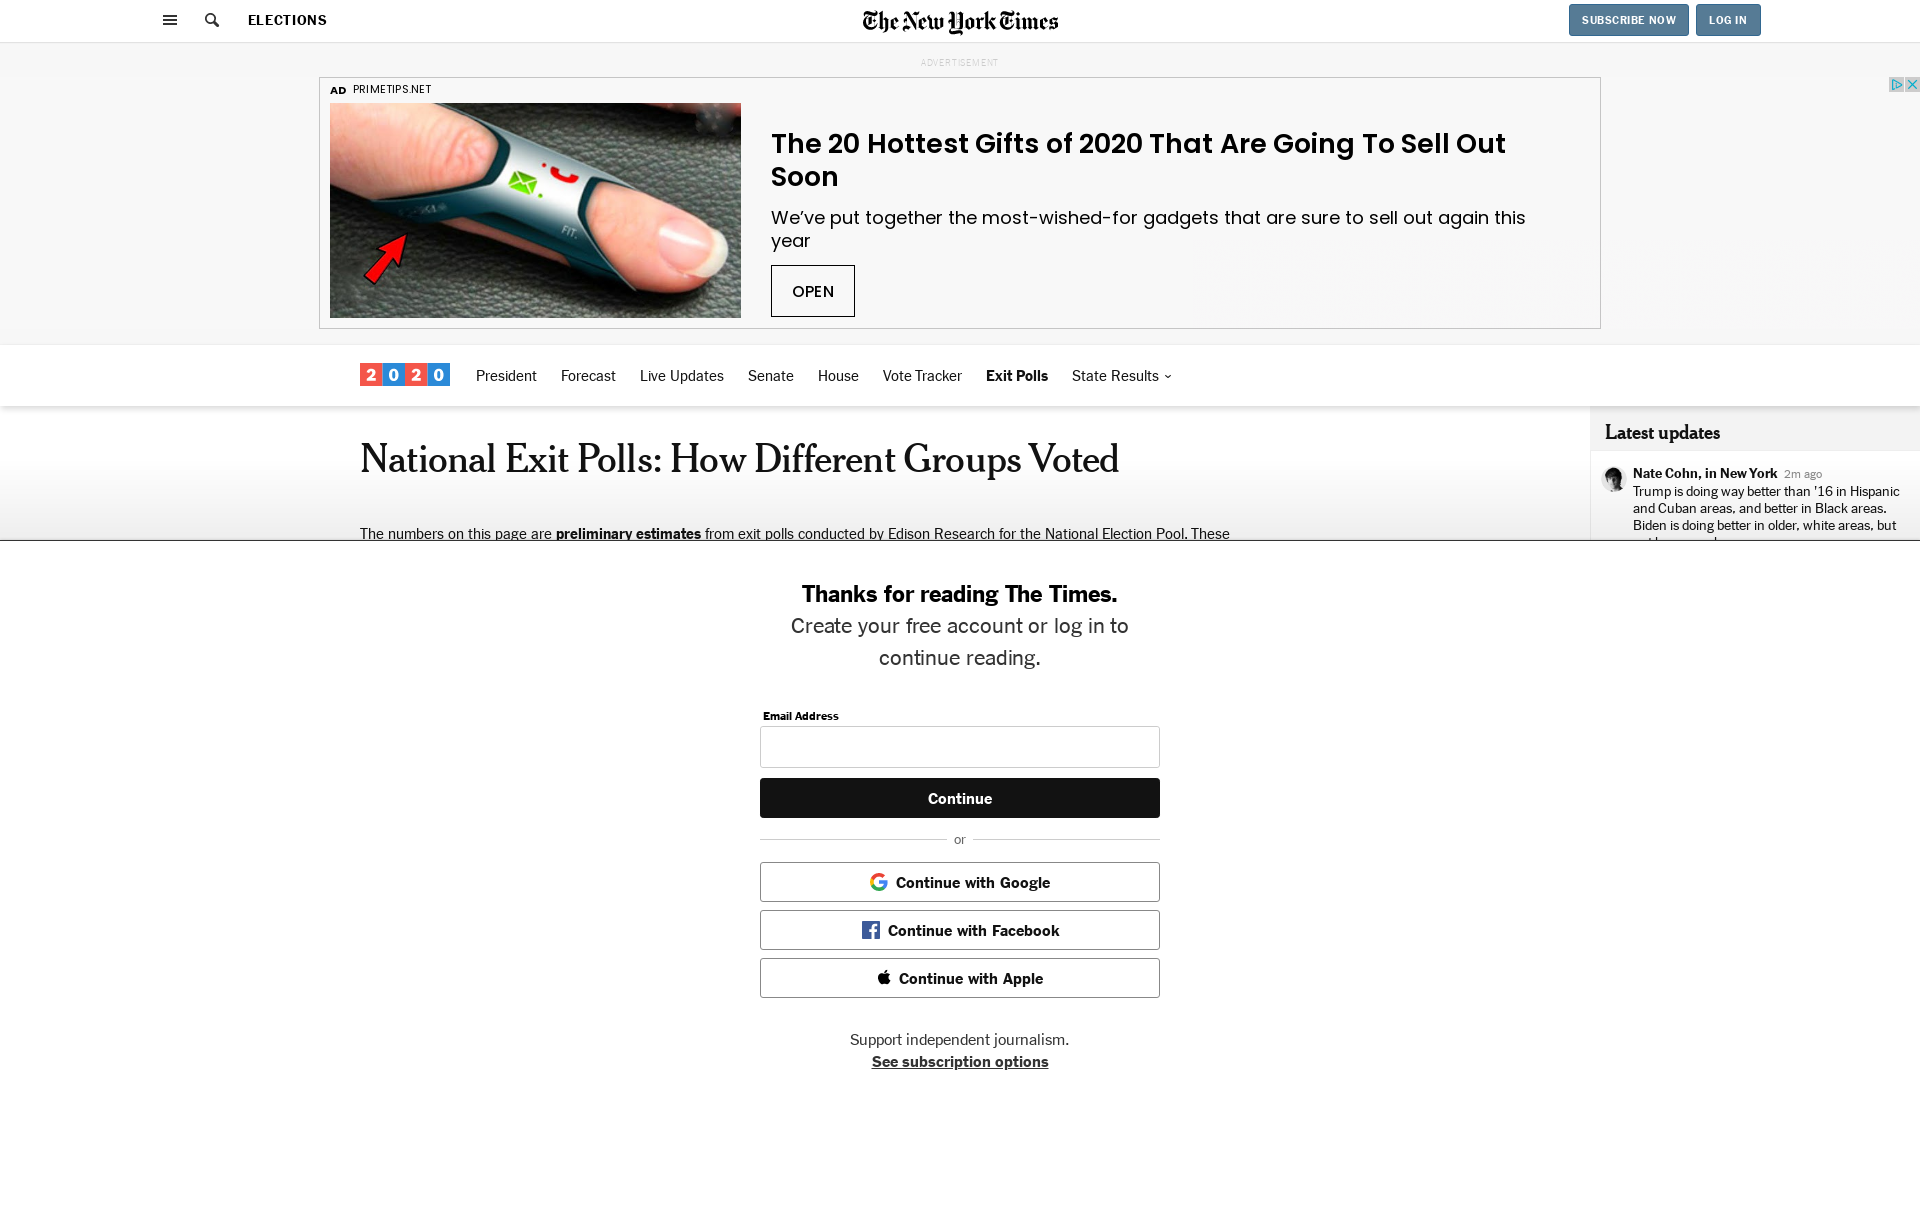 ELECTIONS
The New York Times
SUBSCRIBE NOW
LOG IN
ADVERTISEMENT
AD PRIMETIPS.NET
FIT.
The 20 Hottest Gifts of 2020 That Are Going To Sell Out
Soon
We’ve put together the most-wished-for gadgets that are sure to sell out again this
year
OPEN
2020
President
Forecast
Live Updates
Senate
House
Vote Tracker
Exit Polls
State Results
National Exit Polls: How Different Groups Voted
The numbers on this page are preliminary estimates from exit polls conducted by Edison Research for the National Election Pool. These
Latest updates
Nate Cohn, in New York 2m ago
Trump is doing way better than '16 in Hispanic
and Cuban areas, and better in Black areas.
Biden is doing better in older, white areas, but
Thanks for reading The Times.
Create your free account or log in to
continue reading.
Email Address
Continue
or
Continue with Google
Continue with Facebook
Continue with Apple
Support independent journalism.
See subscription options